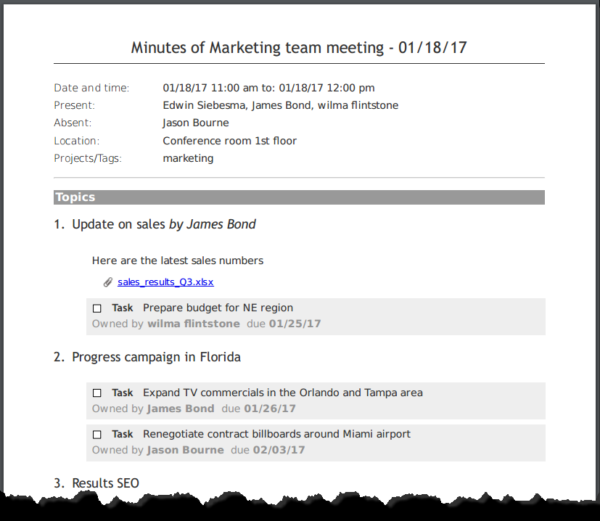 Minutes of Marketing team meeting - 01/18/17
Date and time: 01/18/17 11:00 am to: 01/18/17 12:00 pm
Present: Edwin Siebesma, James Bond, wilma flintstone
Absent: Jason Bourne
Location: Conference room 1st floor
Projects/Tags: marketing
Topics
1. Update on sales by James Bond
Here are the latest sales numbers
sales_results_Q3.xlsx
Task Prepare budget for NE region
Owned by wilma flintstone due 01/25/17
2. Progress campaign in Florida
Task Expand TV commercials in the Orlando and Tampa area
Owned by James Bond due 01/26/17
Task Renegotiate contract billboards around Miami airport
Owned by Jason Bourne due 02/03/17
3. Results SEO